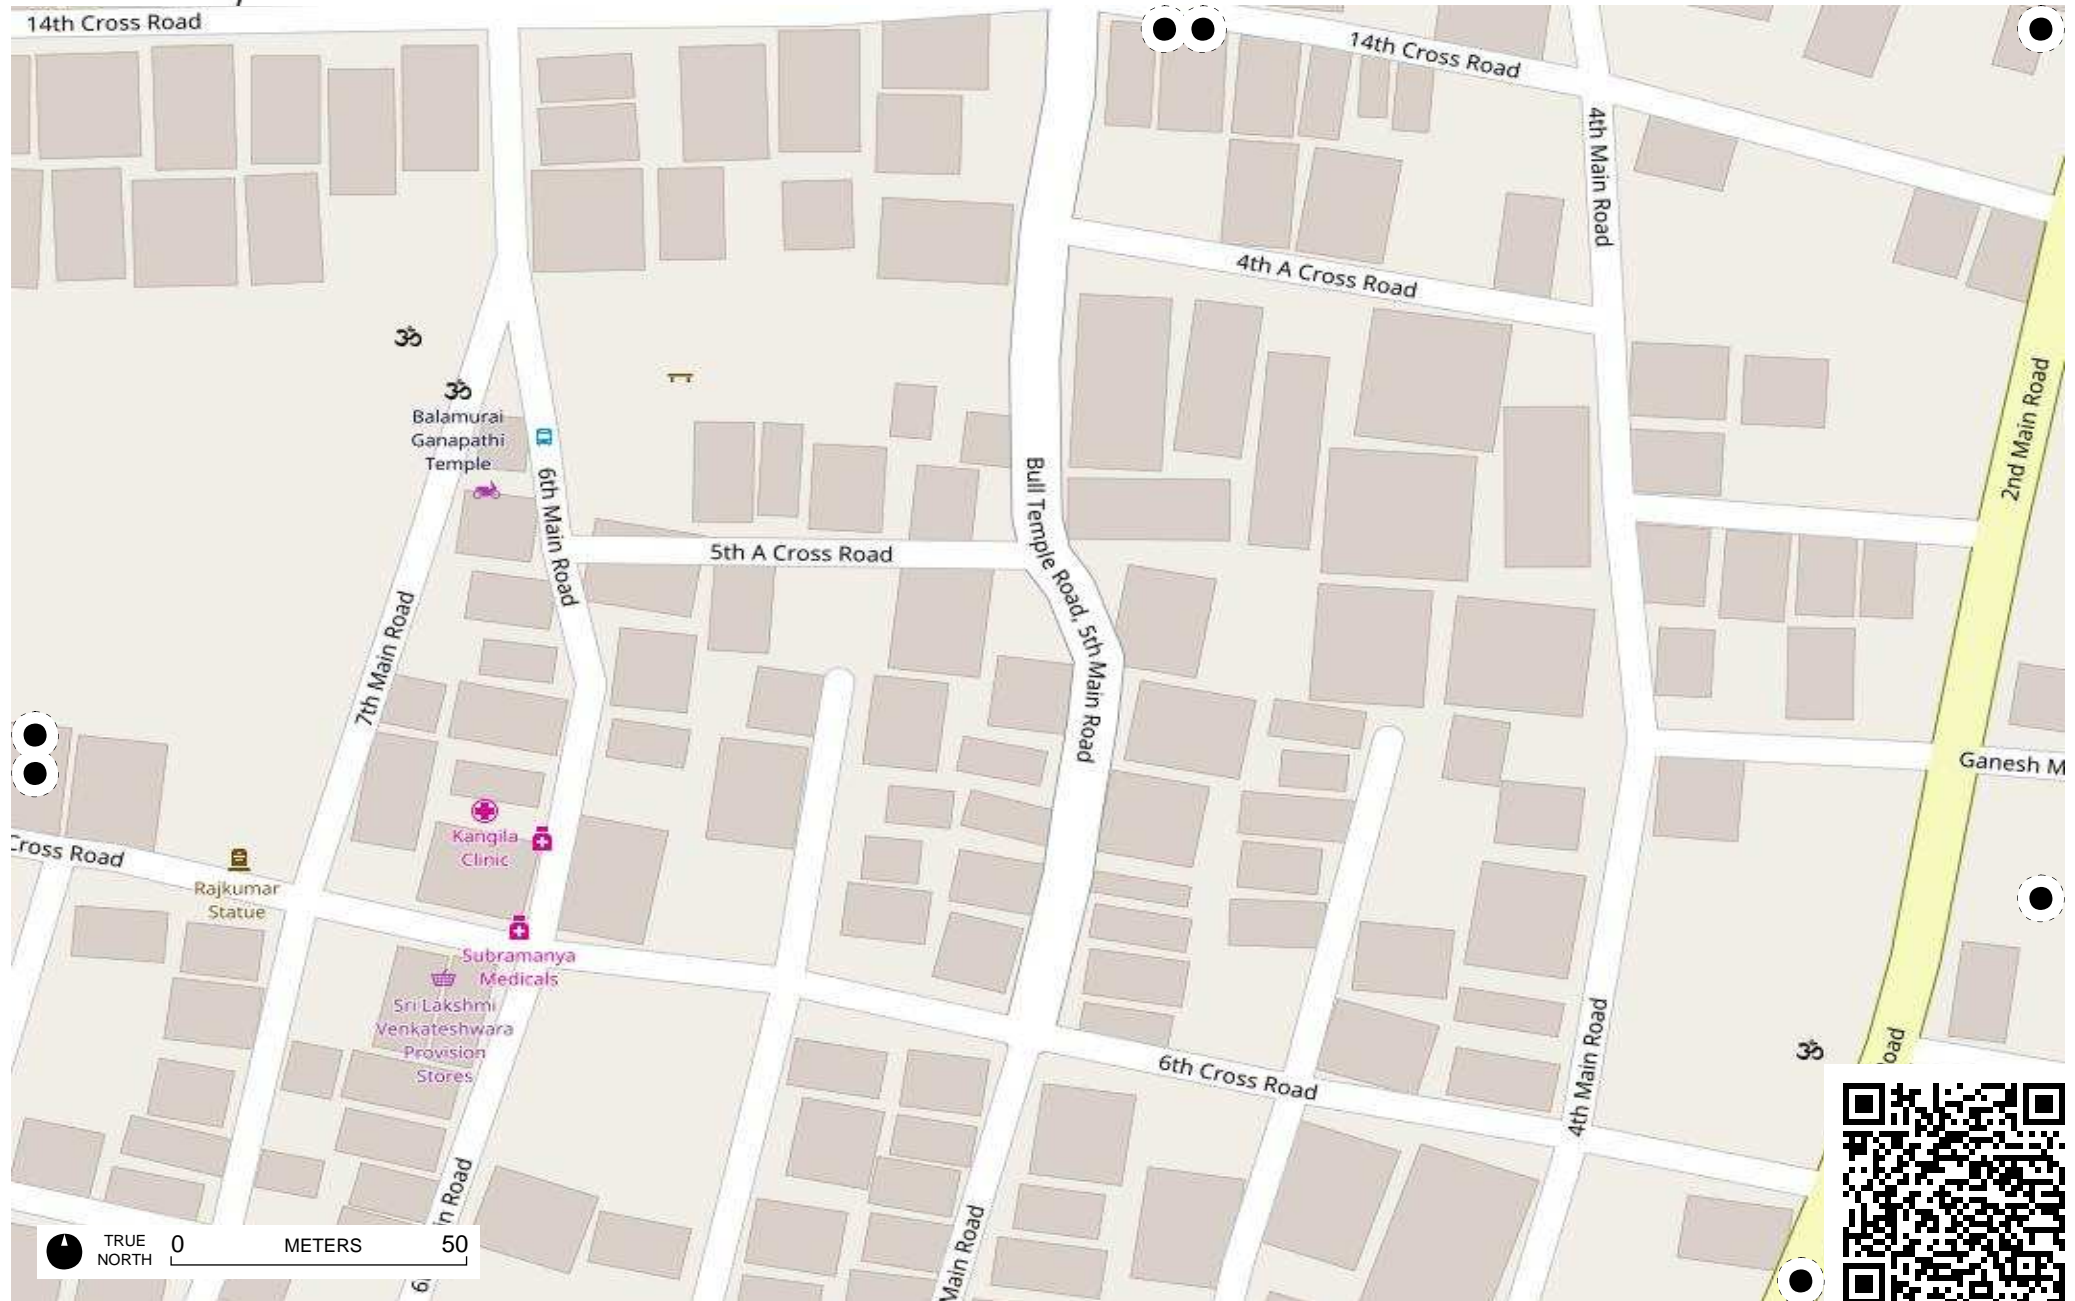 14th Cross Road
14th Cross Road
4th Main Road
4th A Cross Road
2nd Main Road
Balamurai
Ganapathi
Temple
6th Main Road
Bull Temple Road, 5th Main Road
5th A Cross Road
7th Main Road
Ganesh M
Kangila
Clinic
Cross Road
Rajkumar
Statue
Subramanya
Medicals
Sri Lakshmi
Venkateshwara
Provision
Stores
4th Main Road
6th Cross Road
oad
in Road
6
Main Road
ॐ
ॐ
ॐ
TRUE
NORTH
0 METERS 50